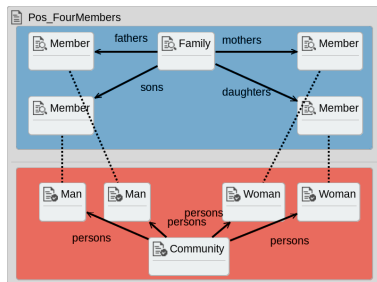 Pos_FourMembers
Member
fathers
Family
mothers
Member
sons
daughters
Member
Member
Man
Man
Woman
Woman
persons
persons
persons
persons
Community